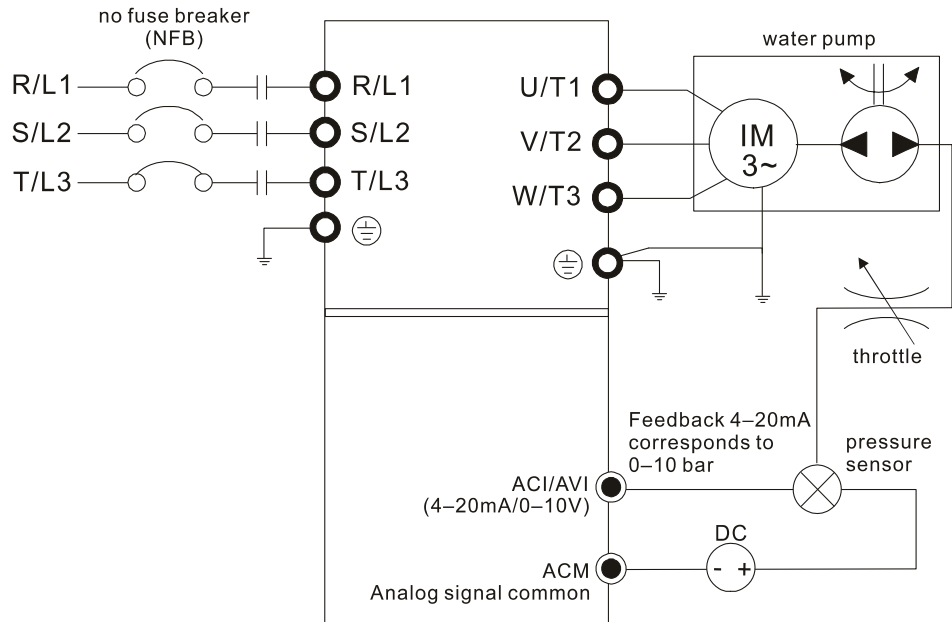 no fuse breaker
(NFB)
R/L1
S/L2
T/L3
R/L1
S/L2
T/L3
U/T1
V/T2
W/T3
water pump
IM
3~
throttle
Feedback 4–20mA
corresponds to
0–10 bar
pressure
sensor
ACI/AVI
(4–20mA/0–10V)
DC
- +
ACM
Analog signal common